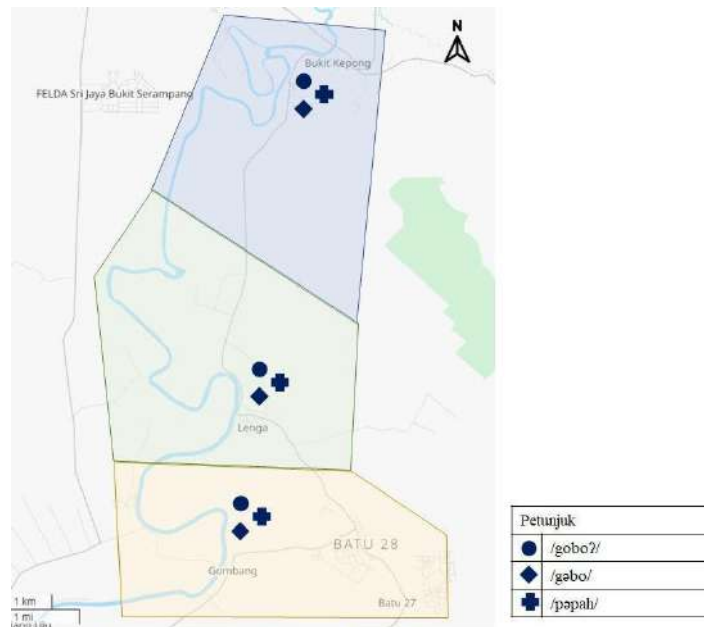 N
Bukit Kepong
FELDA Sri Jaya Bukit Serampang
Lenga
BATU 28
Gombang
Batu 27
1 km
1 mi
Petunjuk
/goboʔ/
/gəbo/
/pəpah/